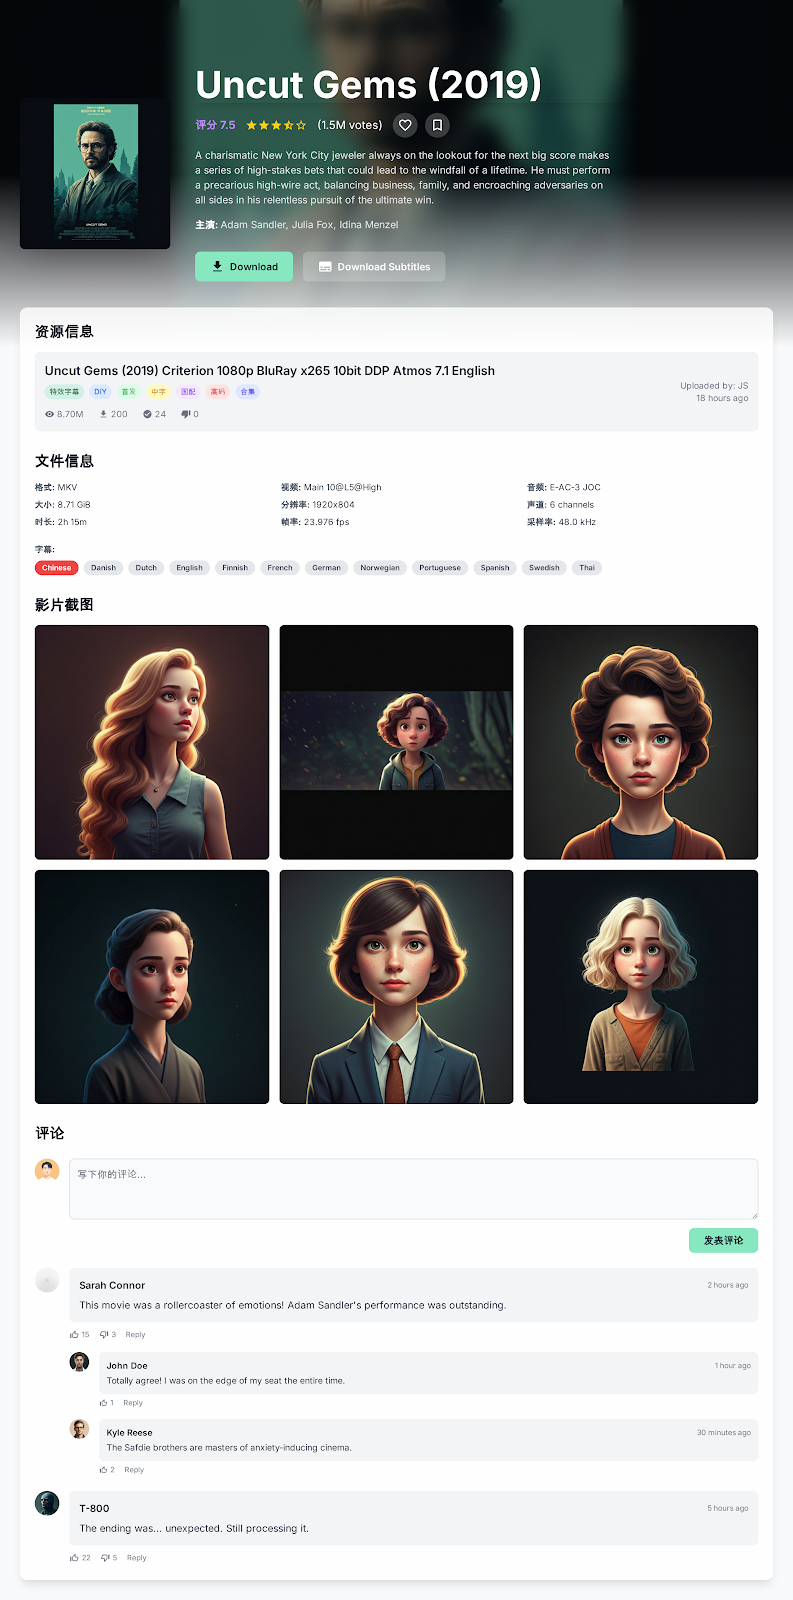 Uncut Gems (2019)
评分 7.5 (1.5M votes)
A charismatic New York City jeweler always on the lookout for the next big score makes
a series of high-stakes bets that could lead to the windfall of a lifetime. He must perform
a precarious high-wire act, balancing business, family, and encroaching adversaries on
all sides in his relentless pursuit of the ultimate win.
主演: Adam Sandler, Julia Fox, Idina Menzel
Download Download Subtitles
资源信息
Uncut Gems (2019) Criterion 1080p BluRay x265 10bit DDP Atmos 7.1 English
特效字幕 DIY 首发 中字 国配 高码 合集
Uploaded by: JS
18 hours ago
8.70M 200 24 0
文件信息
格式: MKV 视频: Main 10@L5@High 音频: E-AC-3 JOC
大小: 8.71 GiB 分辨率: 1920x804 声道: 6 channels
时长: 2h 15m 帧率: 23.976 fps 采样率: 48.0 kHz
字幕:
Chinese Danish Dutch English Finnish French German Norwegian Portuguese Spanish Swedish Thai
影片截图
评论
写下你的评论...
发表评论
Sarah Connor 2 hours ago
This movie was a rollercoaster of emotions! Adam Sandler's performance was outstanding.
15 3 Reply
John Doe 1 hour ago
Totally agree! I was on the edge of my seat the entire time.
1 Reply
Kyle Reese 30 minutes ago
The Safdie brothers are masters of anxiety-inducing cinema.
2 Reply
T-800 5 hours ago
The ending was... unexpected. Still processing it.
22 5 Reply